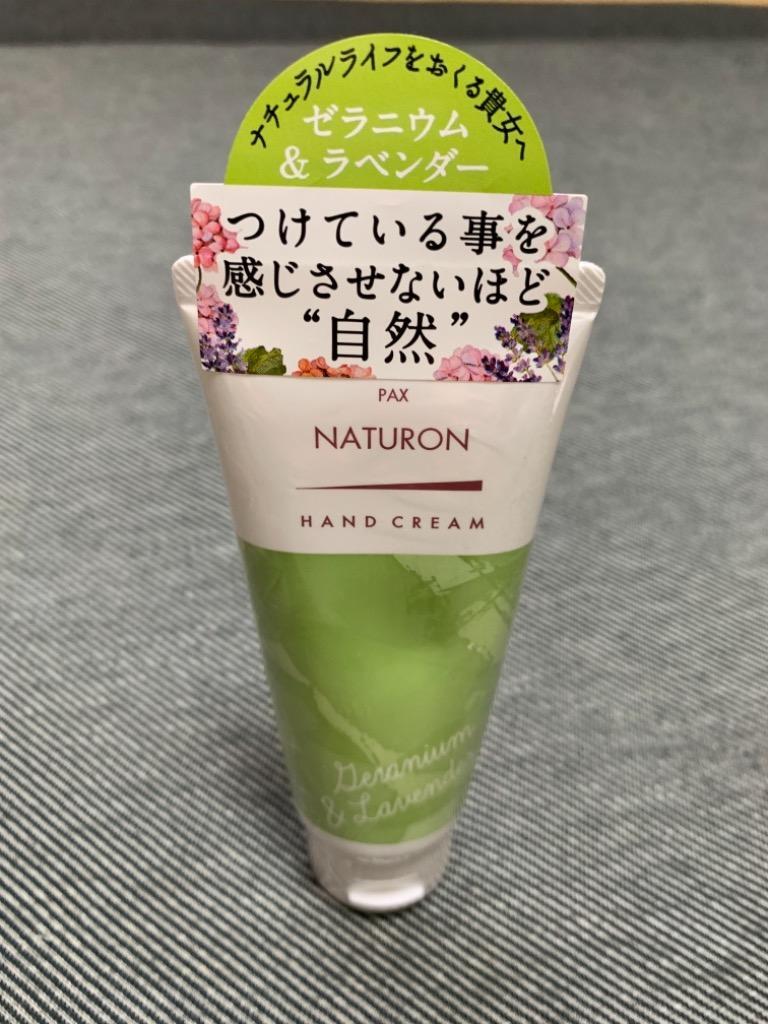 ナチュラルライフをおくる貴女へ
ゼラニウム
&ラベンダー
つけている事を
感じさせないほど
“自然”
PAX
NATURON
HAND CREAM
Geranium
& Lavender